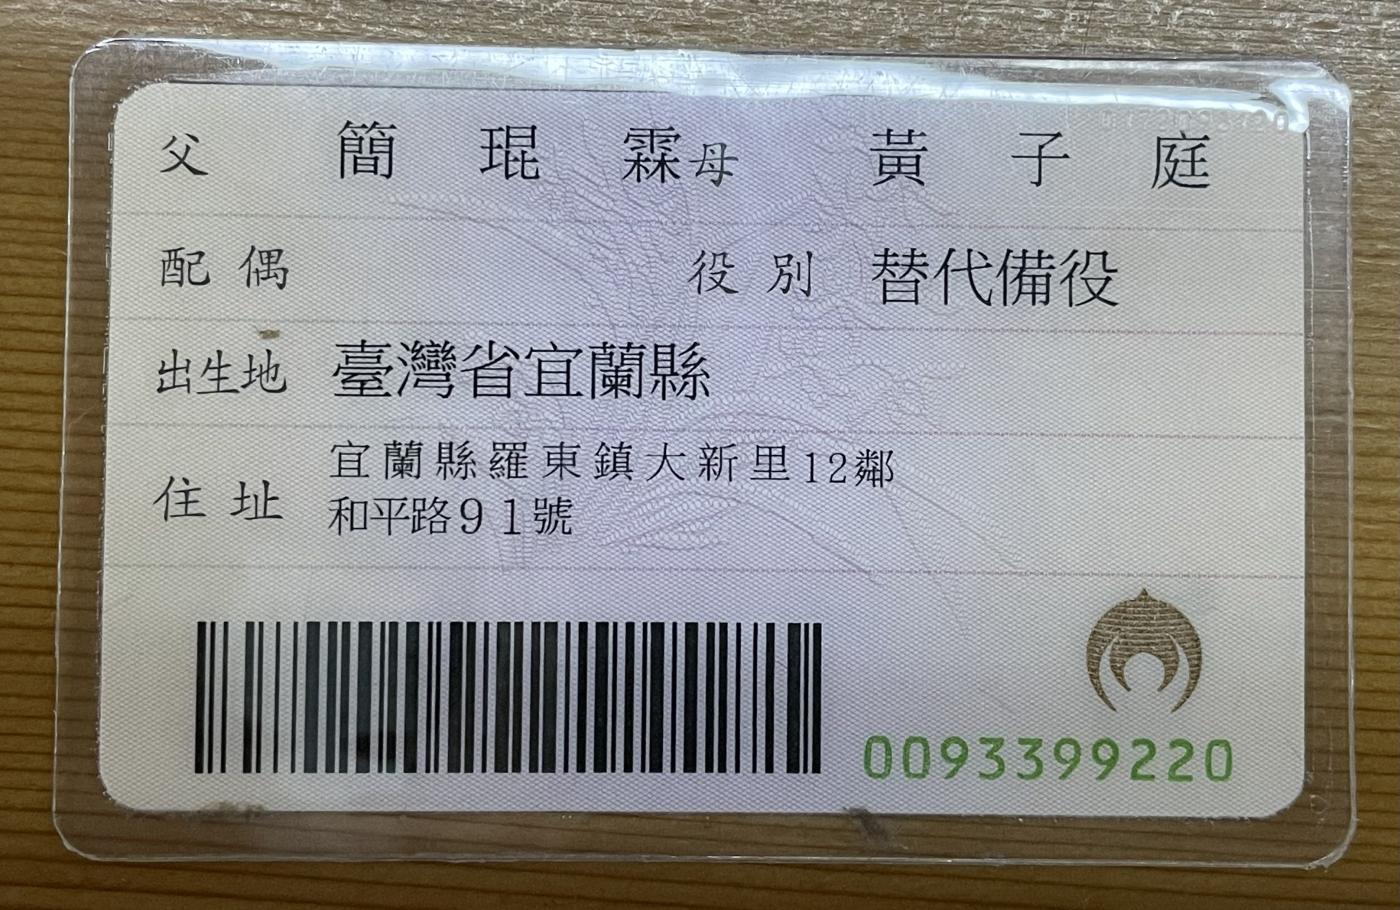 父 簡琨霖 母 黃子庭
配偶 役別 替代備役
出生地 臺灣省宜蘭縣
住址 宜蘭縣羅東鎮大新里12鄰
和平路91號
0093399220